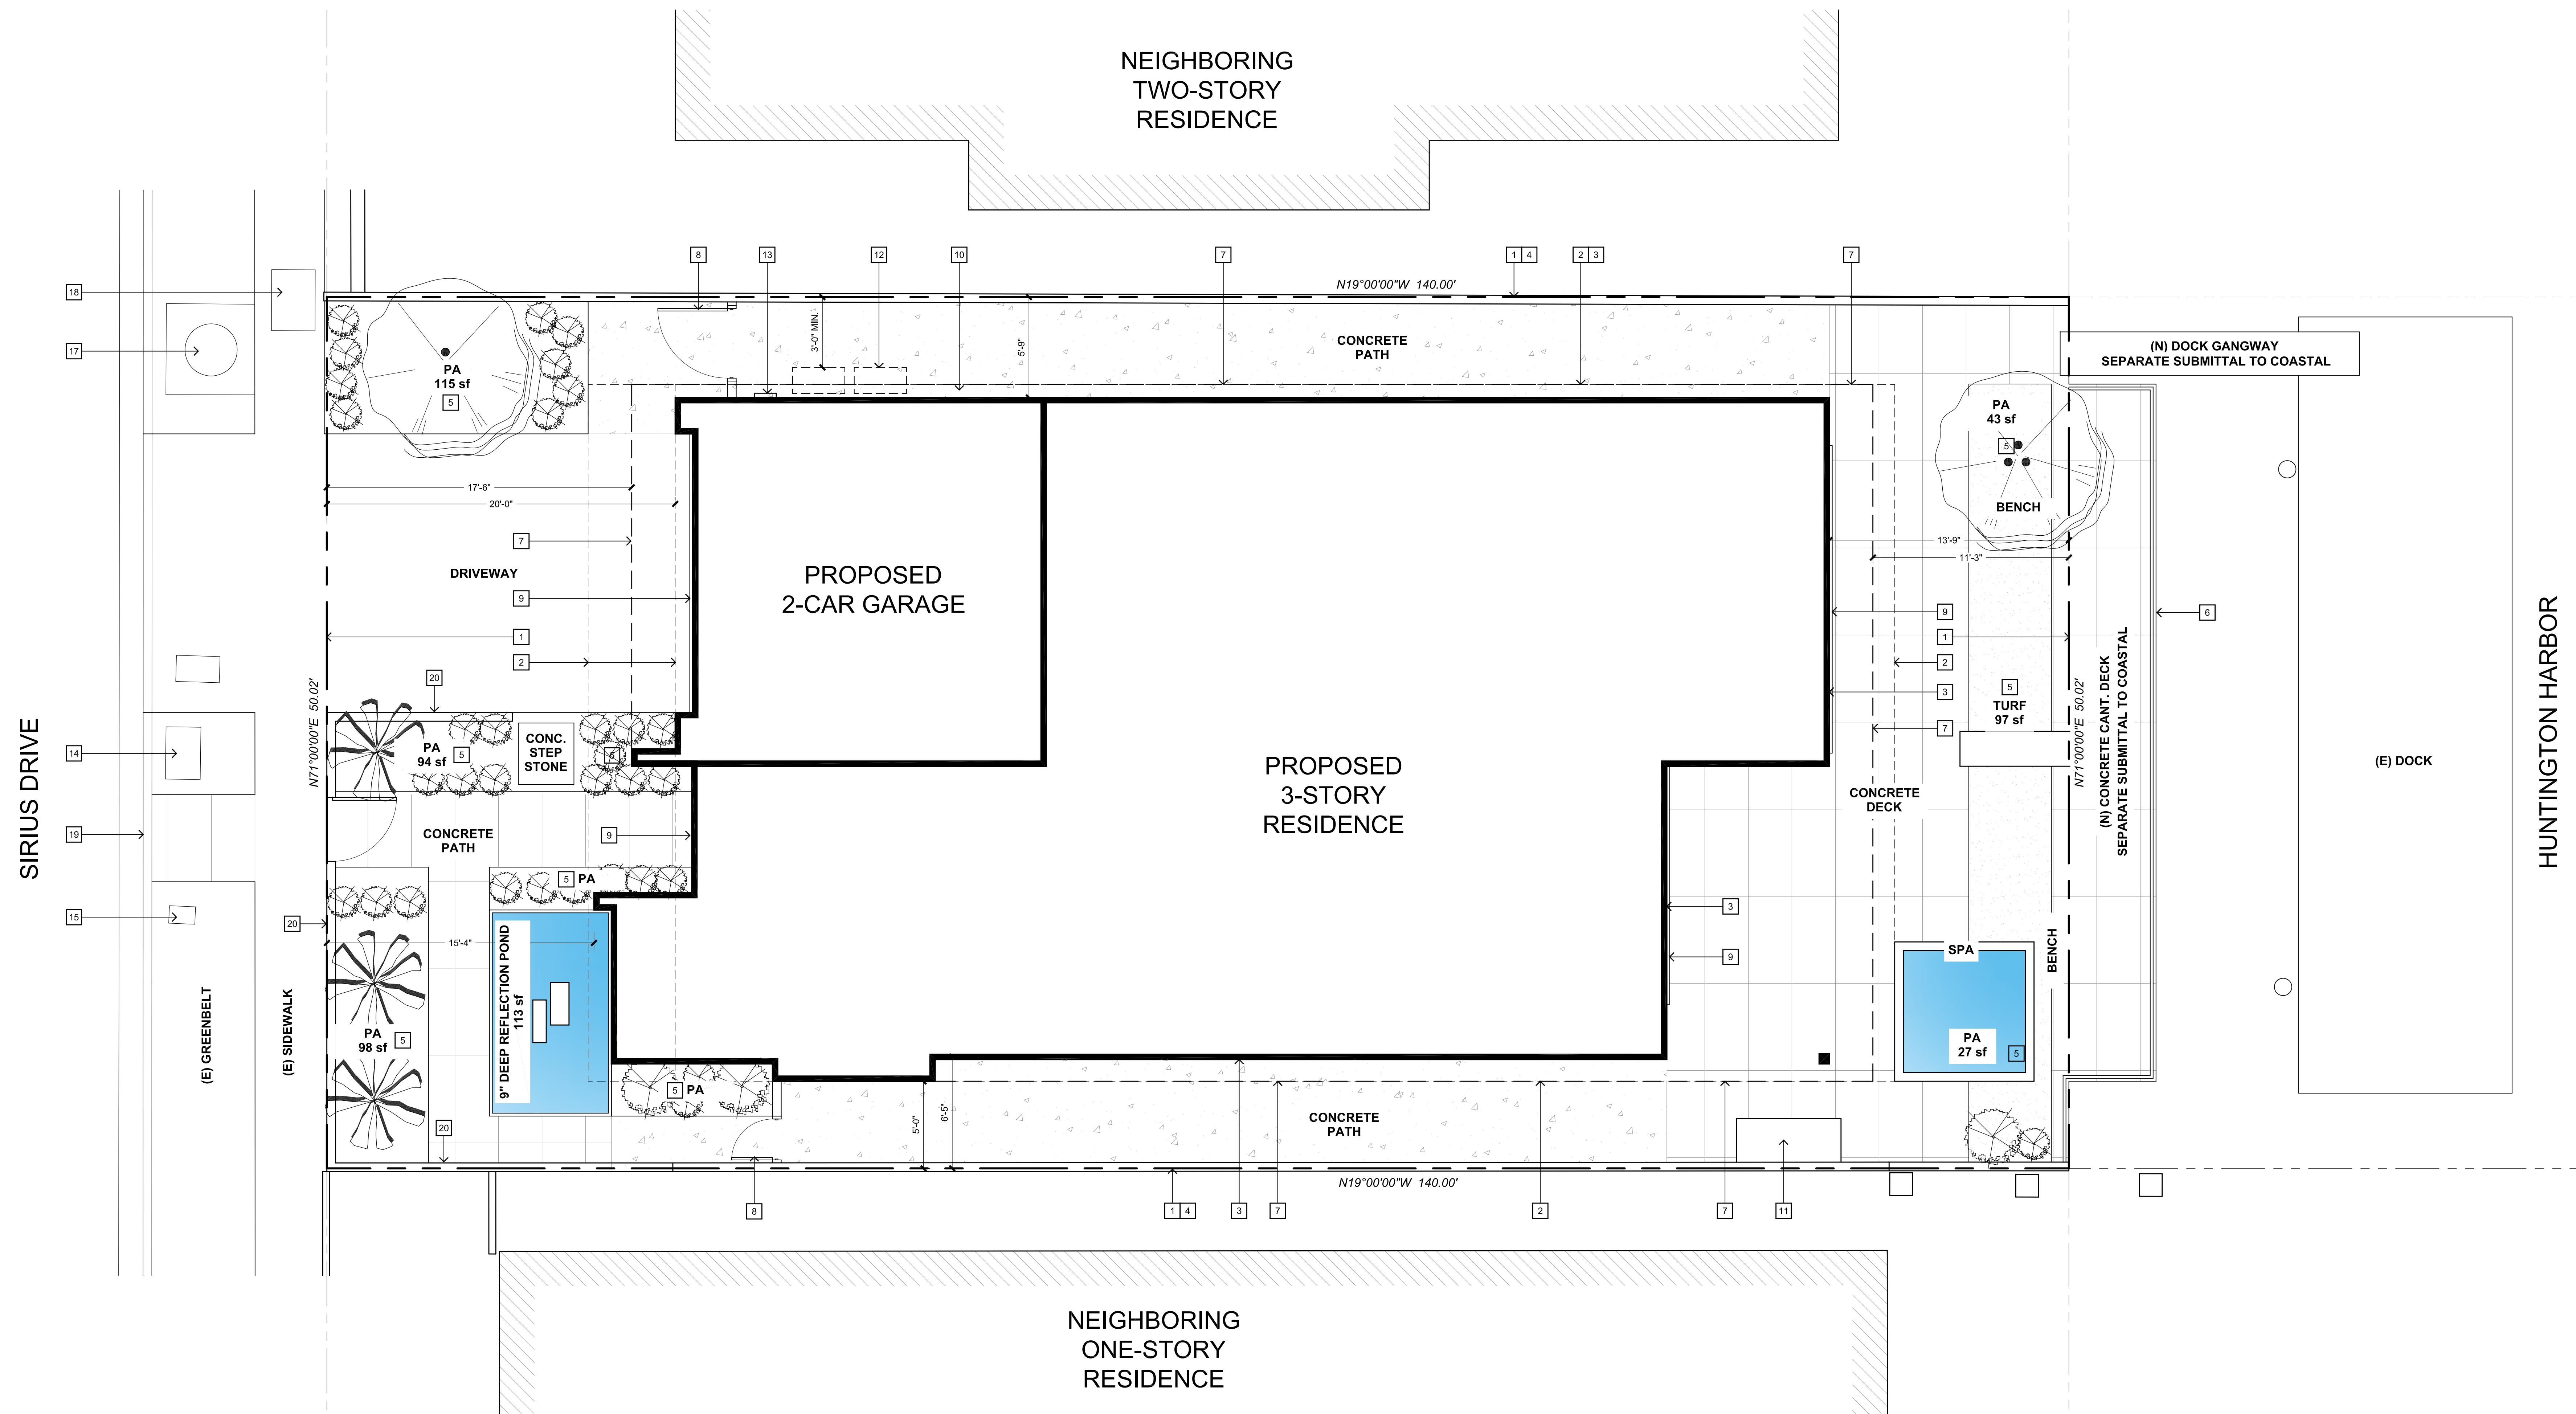 NEIGHBORING
TWO-STORY
RESIDENCE
8
13
12
10
7
1 4
2 3
7
18
17
N19°00'00"W 140.00'
3'-0" MIN.
5'-9"
CONCRETE
PATH
(N) DOCK GANGWAY
SEPARATE SUBMITTAL TO COASTAL
PA
115 sf
5
PA
43 sf
5
BENCH
17'-6"
20'-0"
13'-9"
11'-3"
7
DRIVEWAY
9
1
2
PROPOSED
2-CAR GARAGE
9
1
2
3
7
6
20
N71°00'00"E 50.02'
5
TURF
97 sf
N71°00'00"E 50.02'
(N) CONCRETE CANT. DECK
SEPARATE SUBMITTAL TO COASTAL
SIRIUS DRIVE
HUNTINGTON HARBOR
14
19
15
PA
94 sf
5
CONC.
STEP
STONE
5
PROPOSED
3-STORY
RESIDENCE
CONCRETE
DECK
(E) DOCK
CONCRETE
PATH
9
5 PA
20
15'-4"
3
9
SPA
BENCH
9" DEEP REFLECTION POND
113 sf
(E) GREENBELT
(E) SIDEWALK
PA
98 sf
5
PA
27 sf
5
5 PA
20
5'-0"
6'-5"
CONCRETE
PATH
N19°00'00"W 140.00'
8
1 4
3
7
2
7
11
NEIGHBORING
ONE-STORY
RESIDENCE